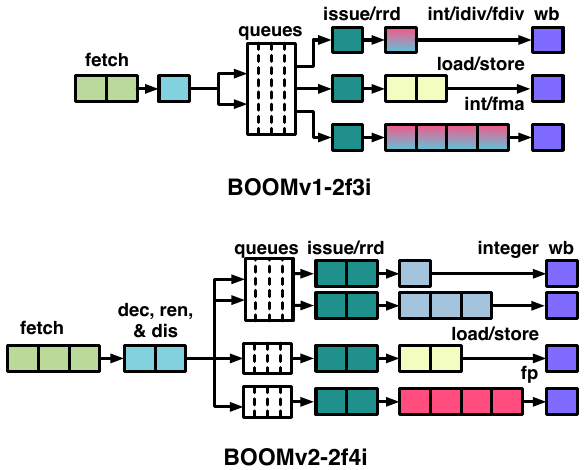 issue/rrd int/idiv/fdiv wb
queues
fetch
load/store
int/fma
BOOMv1-2f3i
queues issue/rrd integer wb
dec, ren,
& dis
fetch
load/store
fp
BOOMv2-2f4i